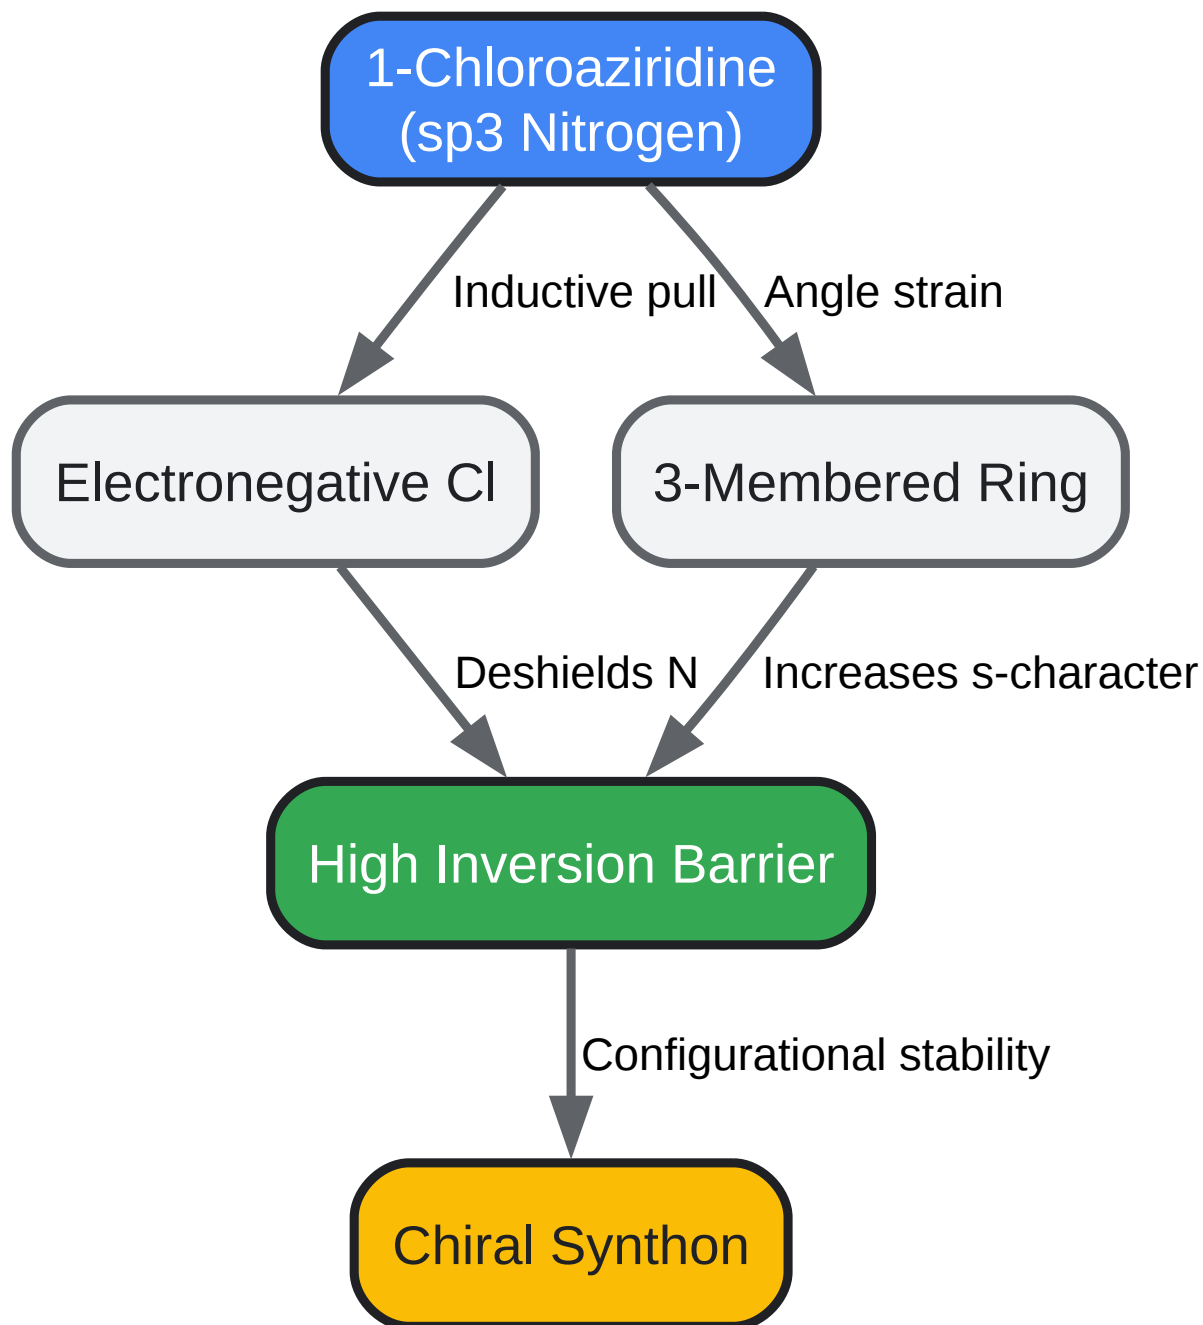 1-Chloroaziridine
(sp3 Nitrogen)
Inductive pull
Angle strain
Electronegative Cl
3-Membered Ring
Deshields N
Increases s-character
High Inversion Barrier
Configurational stability
Chiral Synthon